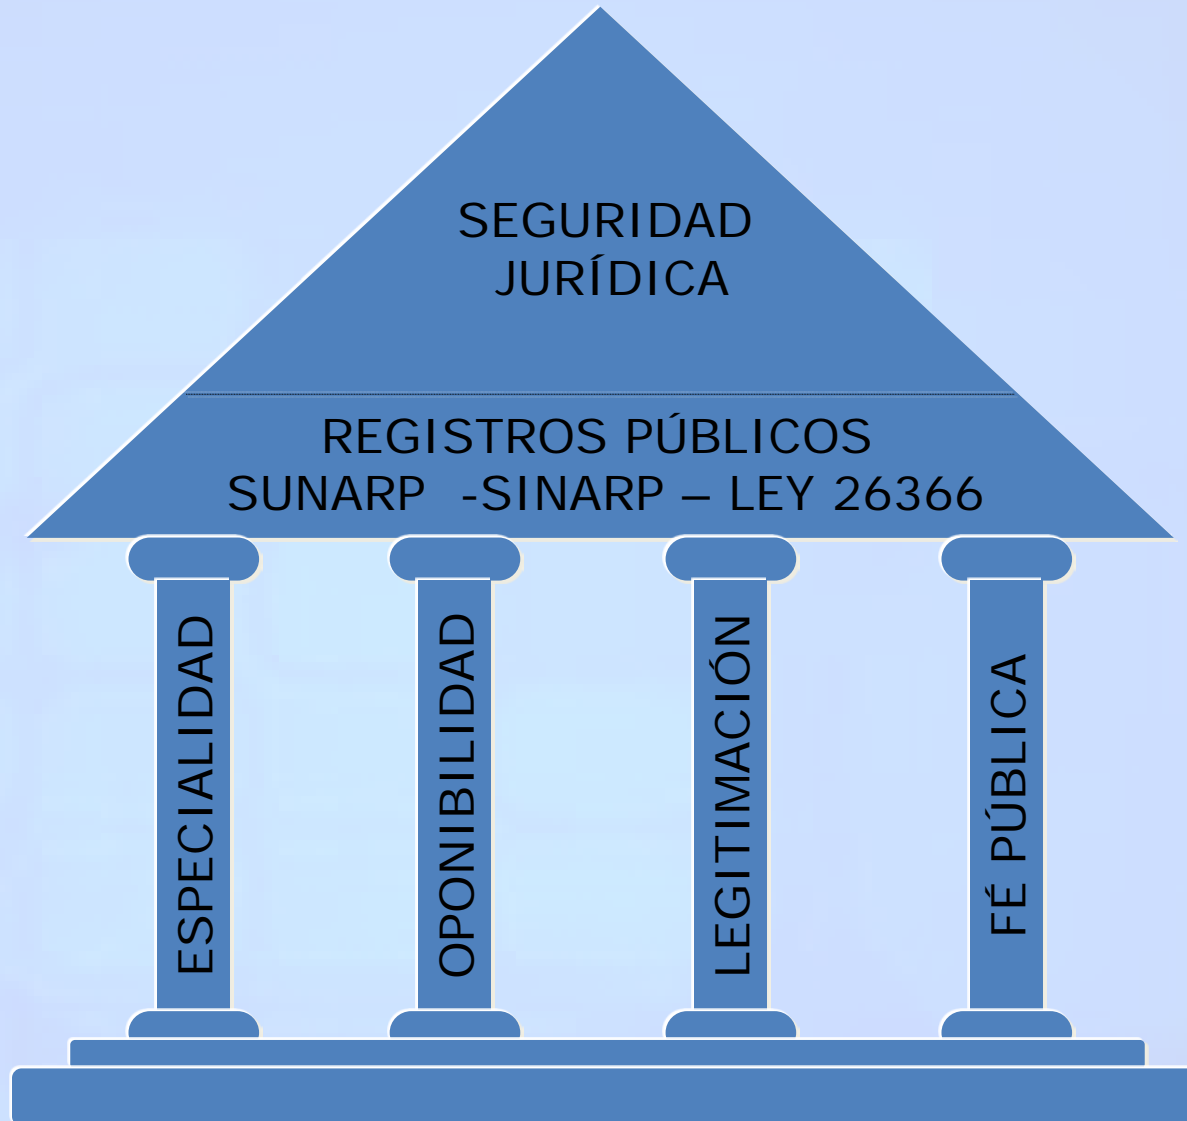 SEGURIDAD
JURÍDICA
REGISTROS PÚBLICOS
SUNARP -SINARP – LEY 26366
ESPECIALIDAD
OPONIBILIDAD
LEGITIMACIÓN
FÉ PÚBLICA